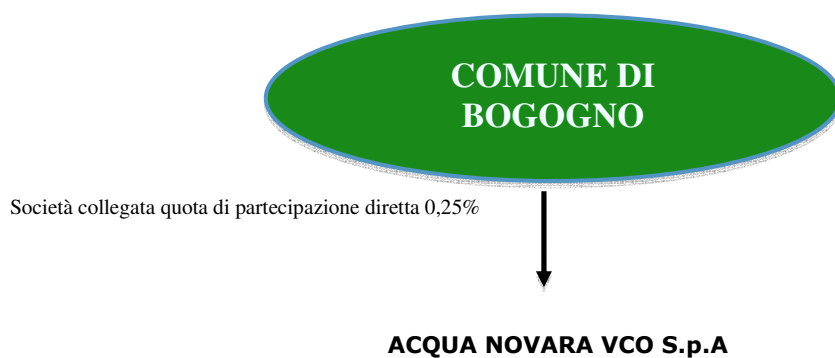 COMUNE DI
BOGOGNO
Società collegata quota di partecipazione diretta 0,25%
ACQUA NOVARA VCO S.p.A